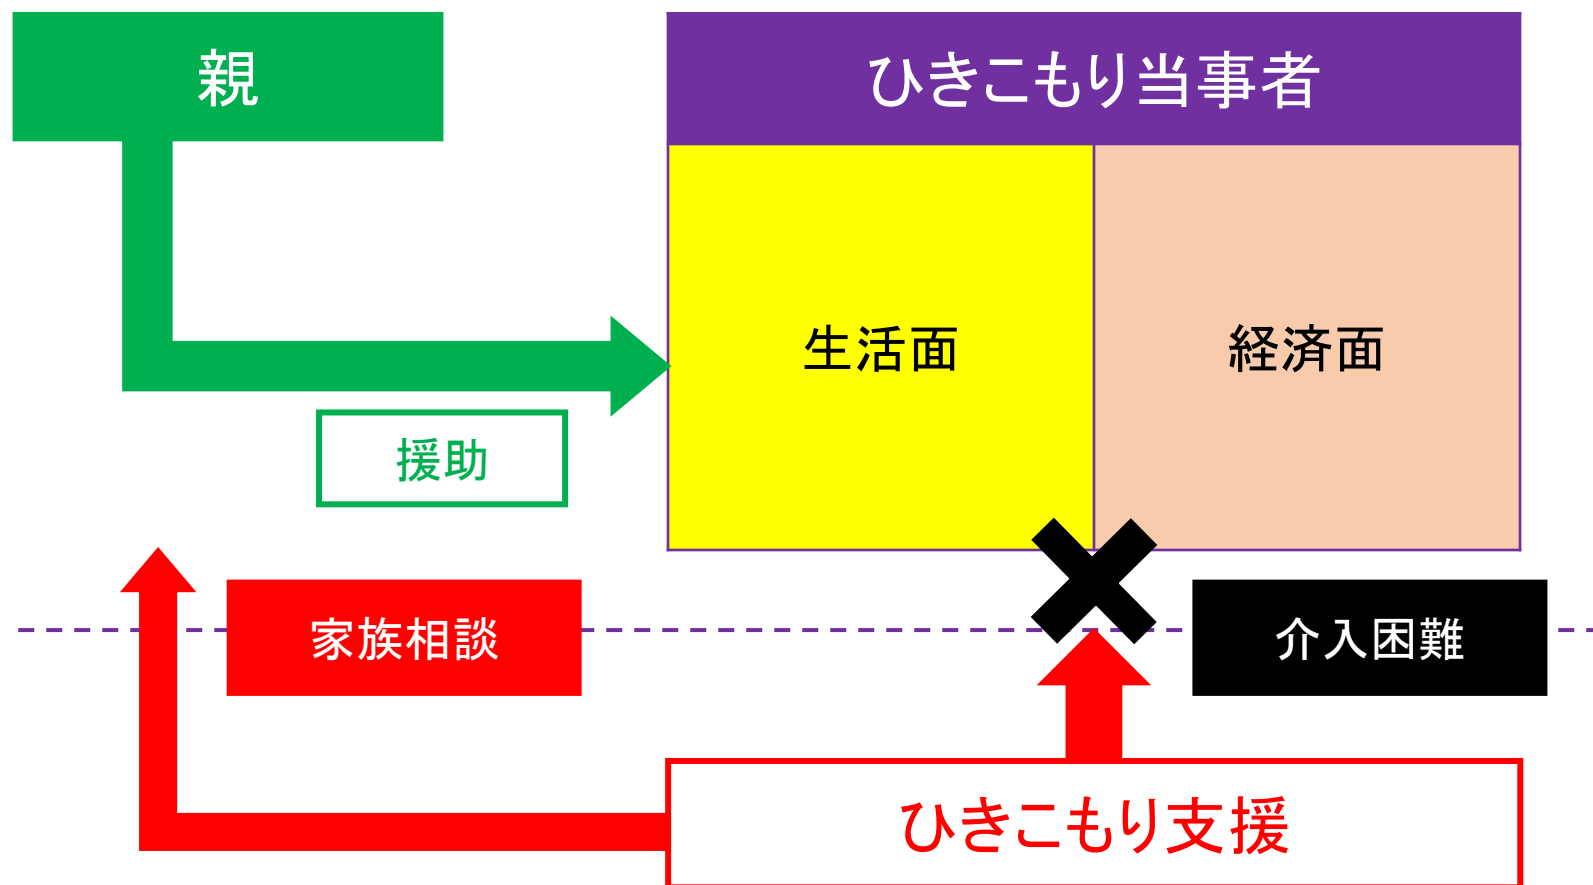 親
ひきこもり当事者
生活面
経済面
援助
家族相談
介入困難
ひきこもり支援